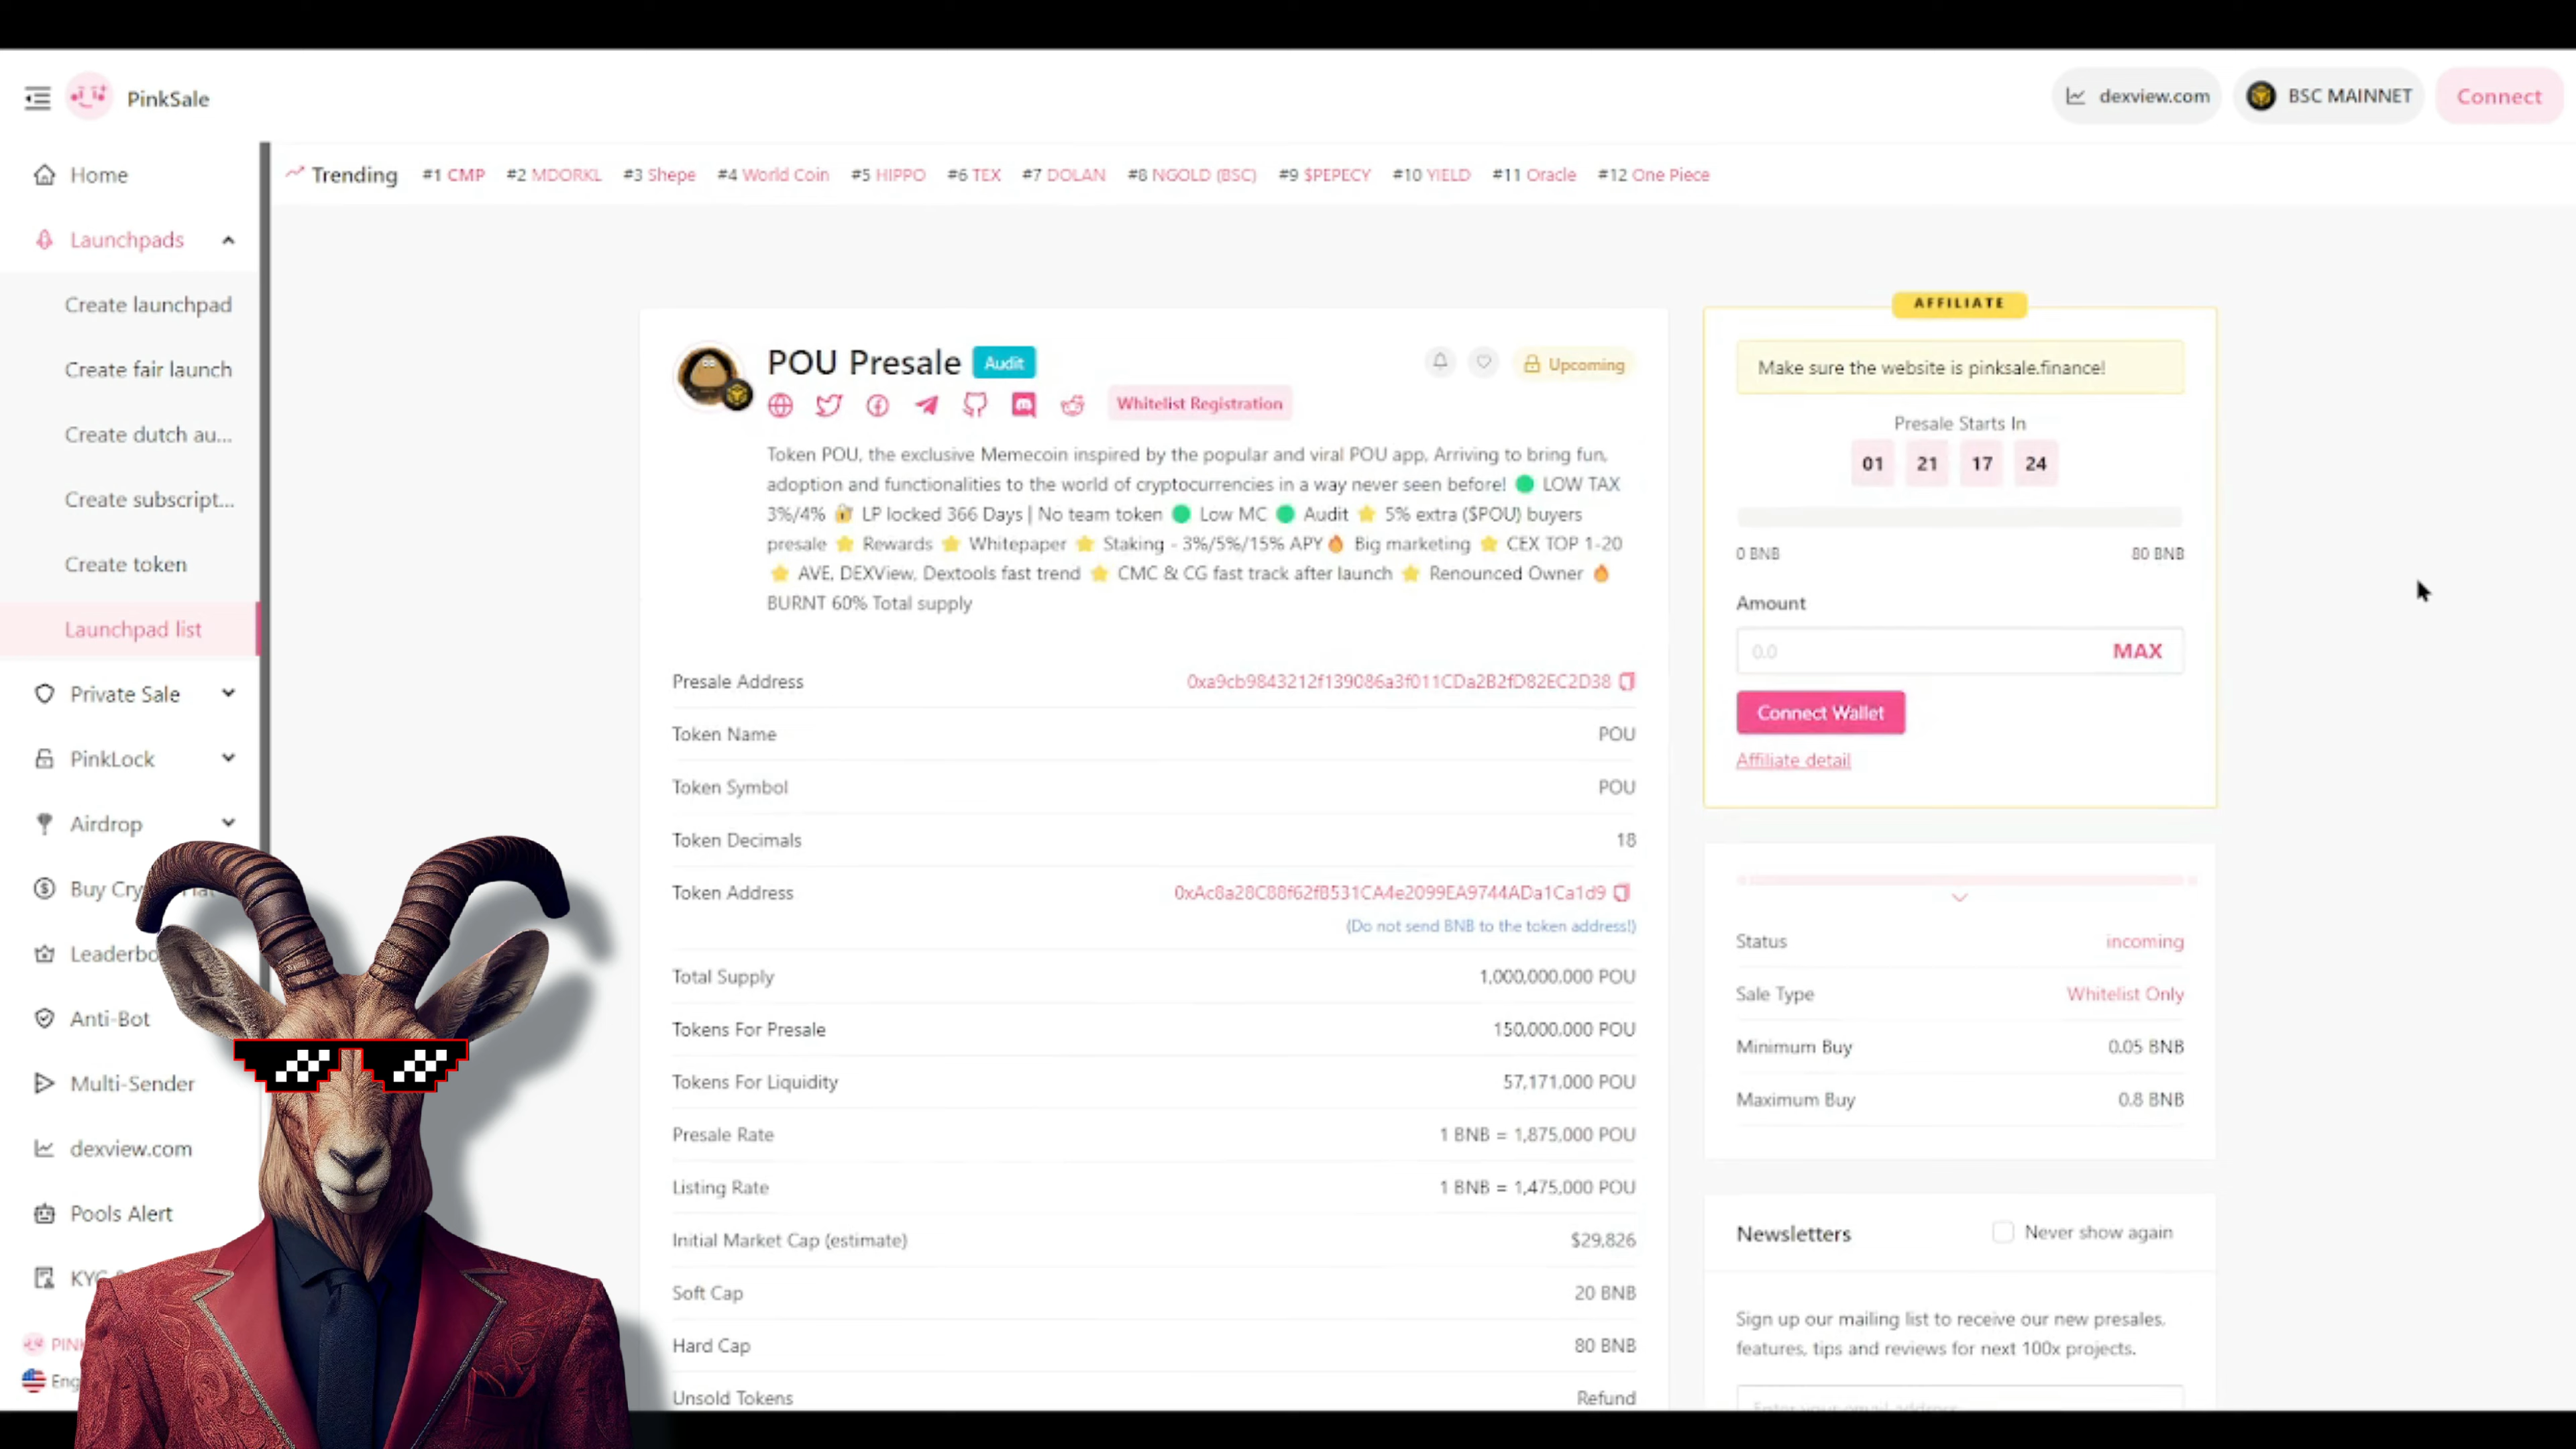 PinkSale
dexview.com
BSC MAINNET
Connect
Home
Launchpads
Create launchpad
Create fair launch
Create dutch au...
Create subscript...
Create token
Launchpad list
Private Sale
PinkLock
Airdrop
Buy
Anti-Bot
Multi-Sender
dexview.com
Pools Alert
KYC
Trending #1 CMP #2 MDORKL #3 Shepe #4 World Coin #5 HIPPO #6 TEX #7 DOLAN #8 NGOLD (BSC) #9 $PEPECY #10 YIELD #11 Oracle #12 One Piece
POU Presale Audit
Upcoming
Whitelist Registration
Token POU, the exclusive Memecoin inspired by the popular and viral POU app, Arriving to bring fun,
adoption and functionalities to the world of cryptocurrencies in a way never seen before! 🟢 LOW TAX
3%/4% 🔐 LP locked 366 Days | No team token 🟢 Low MC 🟢 Audit ⭐ 5% extra ($POU) buyers
presale ⭐ Rewards ⭐ Whitepaper ⭐ Staking - 3%/5%/15% APY🔥 Big marketing ⭐ CEX TOP 1-20
⭐ AVE, DEXView, Dextools fast trend ⭐ CMC & CG fast track after launch ⭐ Renounced Owner 🔥
BURNT 60% Total supply
Presale Address 0xa9cb9843212f139086a3f011CDa2B2fD82EC2D38
Token Name POU
Token Symbol POU
Token Decimals 18
Token Address 0xAc8a28C88f62fB531CA4e2099EA9744ADa1Ca1d9
(Do not send BNB to the token address!)
Total Supply 1,000,000,000 POU
Tokens For Presale 150,000,000 POU
Tokens For Liquidity 57,171,000 POU
Presale Rate 1 BNB = 1,875,000 POU
Listing Rate 1 BNB = 1,475,000 POU
Initial Market Cap (estimate) $29,826
Soft Cap 20 BNB
Hard Cap 80 BNB
Unsold Tokens Refund
AFFILIATE
Make sure the website is pinksale.finance!
Presale Starts In
01 21 17 24
0 BNB 80 BNB
Amount
0.0 MAX
Connect Wallet
Affiliate detail
Status incoming
Sale Type Whitelist Only
Minimum Buy 0.05 BNB
Maximum Buy 0.8 BNB
Newsletters Never show again
Sign up our mailing list to receive our new presales,
features, tips and reviews for next 100x projects.